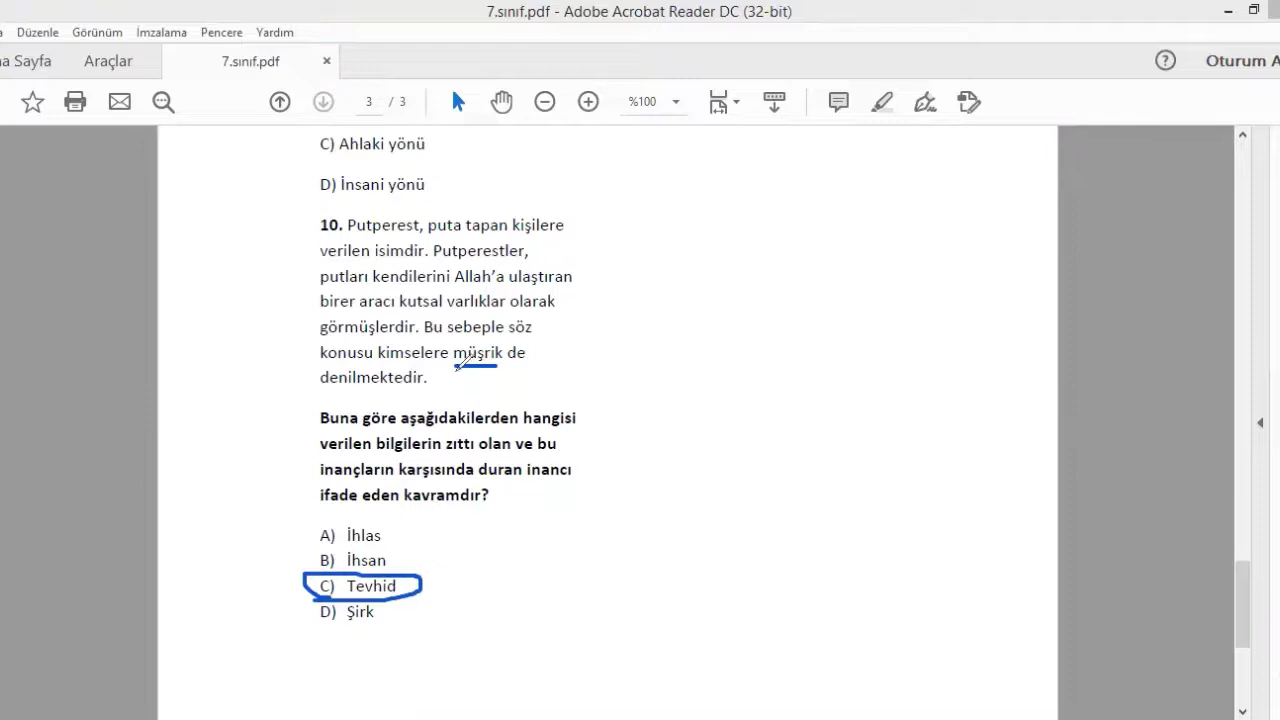 7.sınıf.pdf - Adobe Acrobat Reader DC (32-bit)
Düzenle Görünüm İmzalama Pencere Yardım
a Sayfa Araçlar 7.sınıf.pdf × ? Oturum A
3 / 3 %100
C) Ahlaki yönü
D) İnsani yönü
10. Putperest, puta tapan kişilere
verilen isimdir. Putperestler,
putları kendilerini Allah’a ulaştıran
birer aracı kutsal varlıklar olarak
görmüşlerdir. Bu sebeple söz
konusu kimselere müşrik de
denilmektedir.
Buna göre aşağıdakilerden hangisi
verilen bilgilerin zıttı olan ve bu
inançların karşısında duran inancı
ifade eden kavramdır?
A) İhlas
B) İhsan
C) Tevhid
D) Şirk